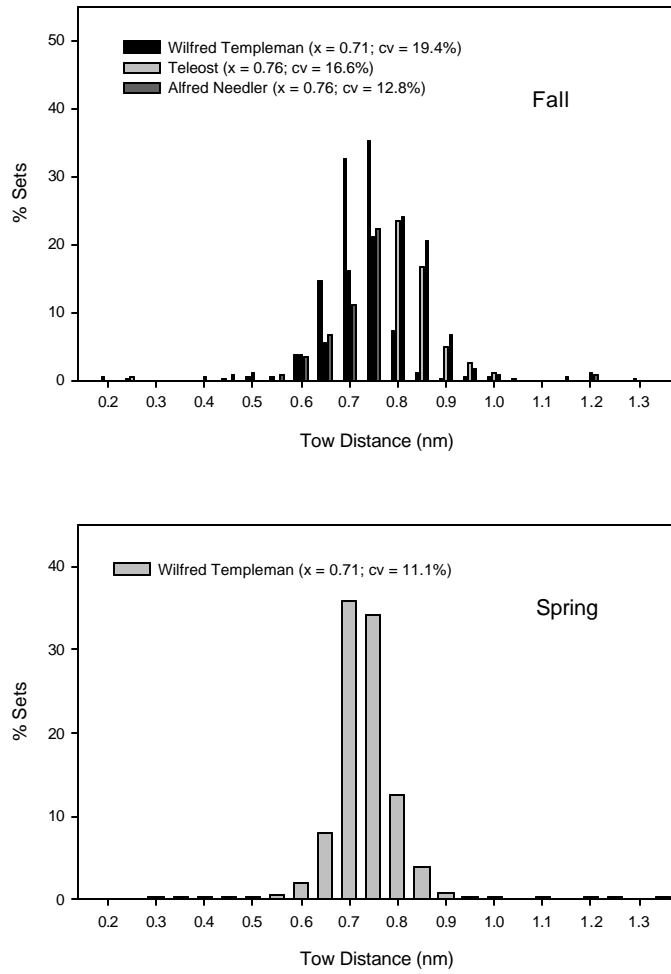 50
40
30
20
10
0
% Sets
Wilfred Templeman (x = 0.71; cv = 19.4%)
Teleost (x = 0.76; cv = 16.6%)
Alfred Needler (x = 0.76; cv = 12.8%)
Fall
0.2 0.3 0.4 0.5 0.6 0.7 0.8 0.9 1.0 1.1 1.2 1.3
Tow Distance (nm)
40
30
20
10
0
% Sets
Wilfred Templeman (x = 0.71; cv = 11.1%)
Spring
0.2 0.3 0.4 0.5 0.6 0.7 0.8 0.9 1.0 1.1 1.2 1.3
Tow Distance (nm)